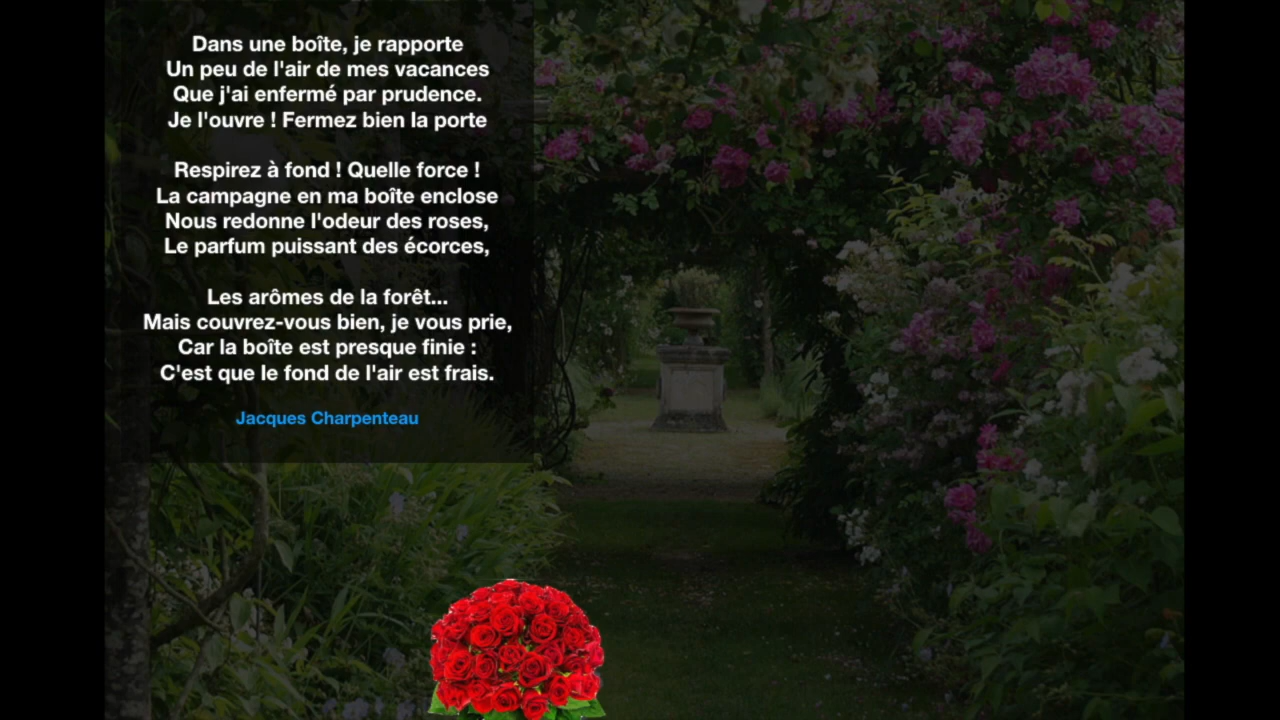 Dans une boîte, je rapporte
Un peu de l'air de mes vacances
Que j'ai enfermé par prudence.
Je l'ouvre ! Fermez bien la porte
Respirez à fond ! Quelle force !
La campagne en ma boîte enclose
Nous redonne l'odeur des roses,
Le parfum puissant des écorces,
Les arômes de la forêt...
Mais couvrez-vous bien, je vous prie,
Car la boîte est presque finie :
C'est que le fond de l'air est frais.
Jacques Charpenteau